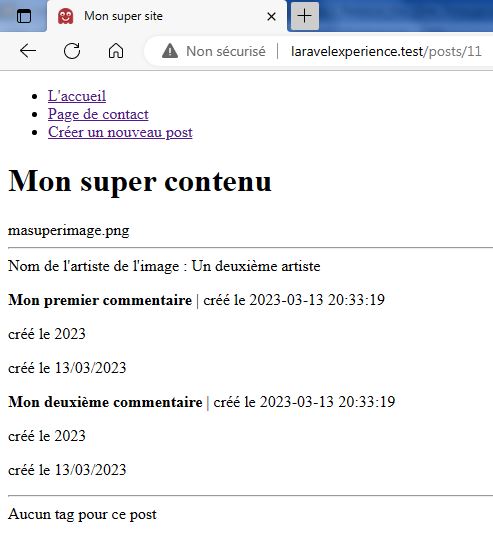 Mon super site
Non sécurisé | laravelexperience.test/posts/11
L'accueil
Page de contact
Créer un nouveau post
Mon super contenu
masuperimage.png
Nom de l'artiste de l'image : Un deuxième artiste
Mon premier commentaire | créé le 2023-03-13 20:33:19
créé le 2023
créé le 13/03/2023
Mon deuxième commentaire | créé le 2023-03-13 20:33:19
créé le 2023
créé le 13/03/2023
Aucun tag pour ce post